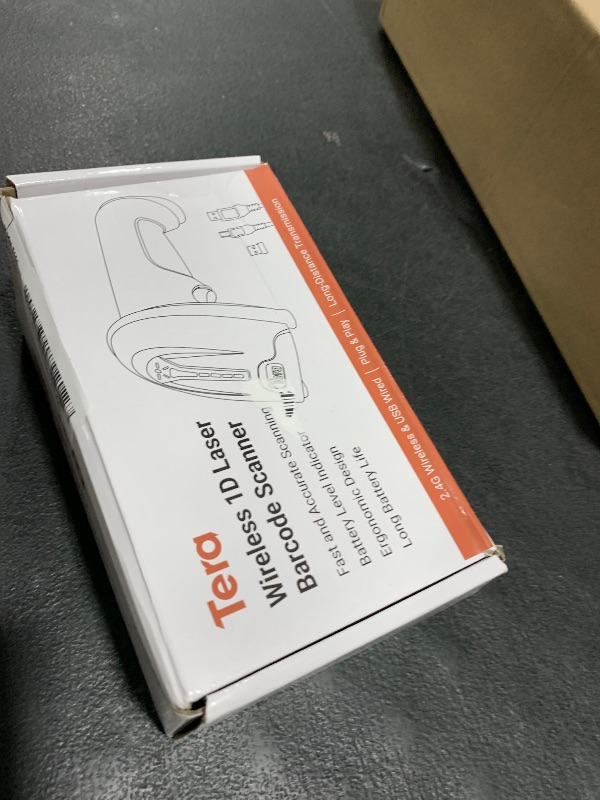 Tera
Wireless 1D Laser
Barcode Scanner
Fast and Accurate Scanning
Battery Level Indicator
Ergonomic Design
Long Battery Life
2.4G Wireless & USB Wired | Plug & Play | Long-Distance Transmission